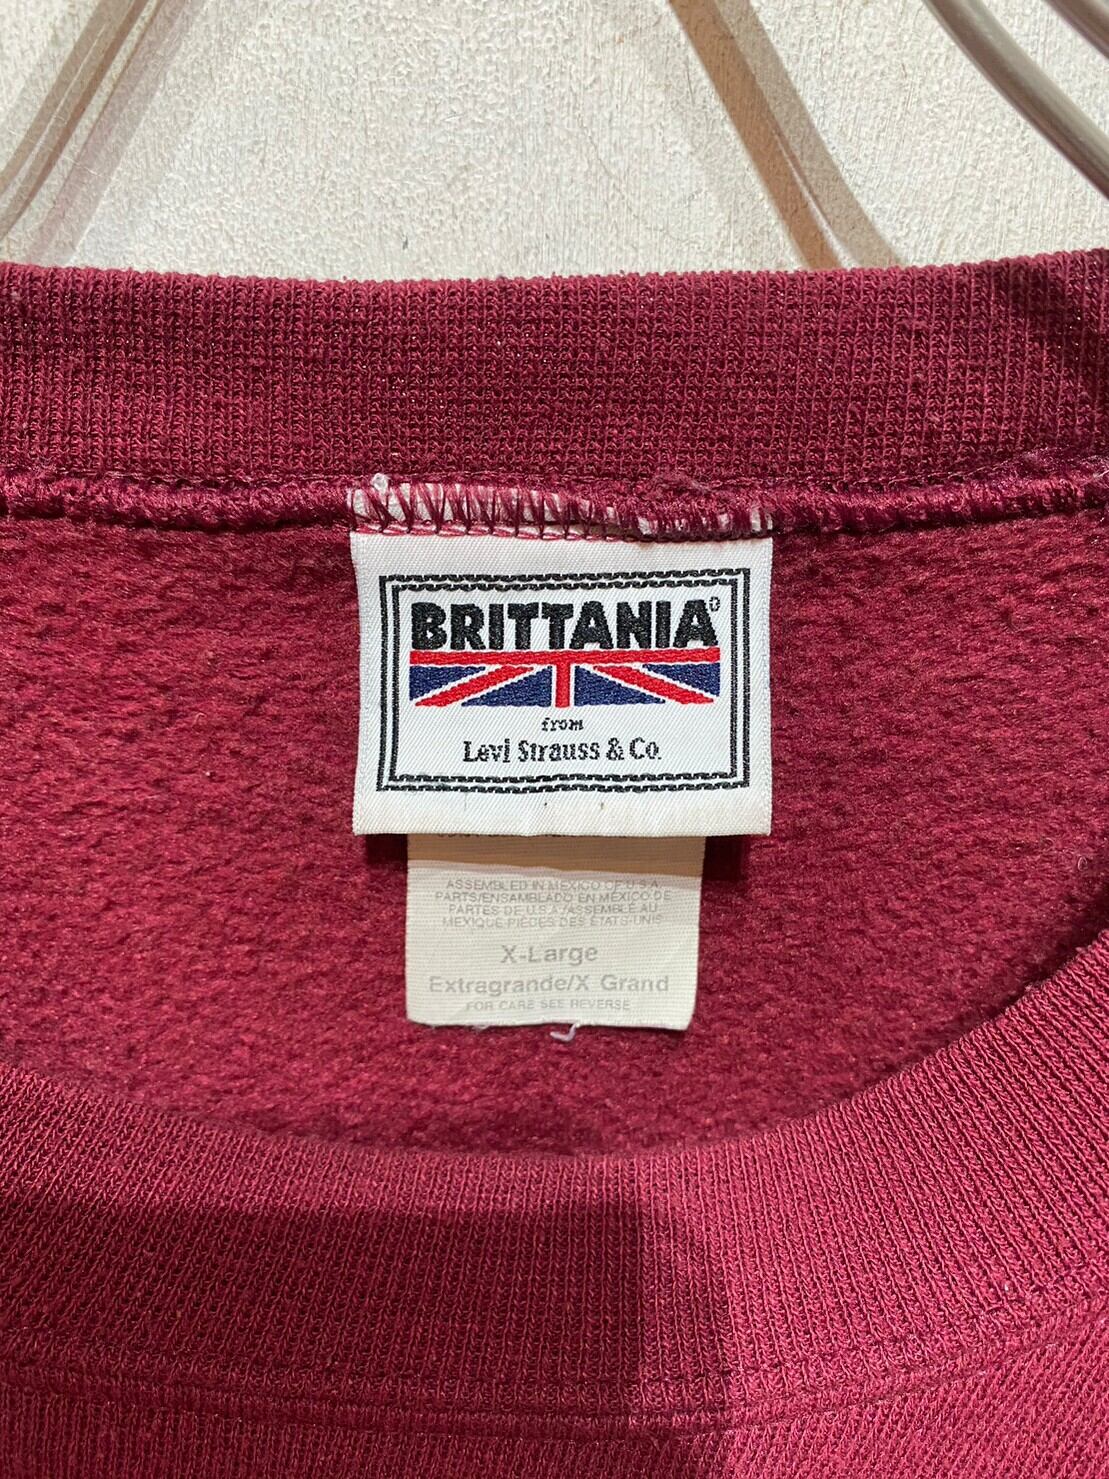 BRITTANIA®
from
Levi Strauss & Co.
ASSEMBLED IN MEXICO OF U.S.A.
PARTS/ENSAMBLADO EN MEXICO DE
PARTES DE U.S.A./ASSEMBLÉ AU
MEXIQUE PIÈCES DES ÉTATS-UNIS
X-Large
Extragrande/X Grand
FOR CARE SEE REVERSE